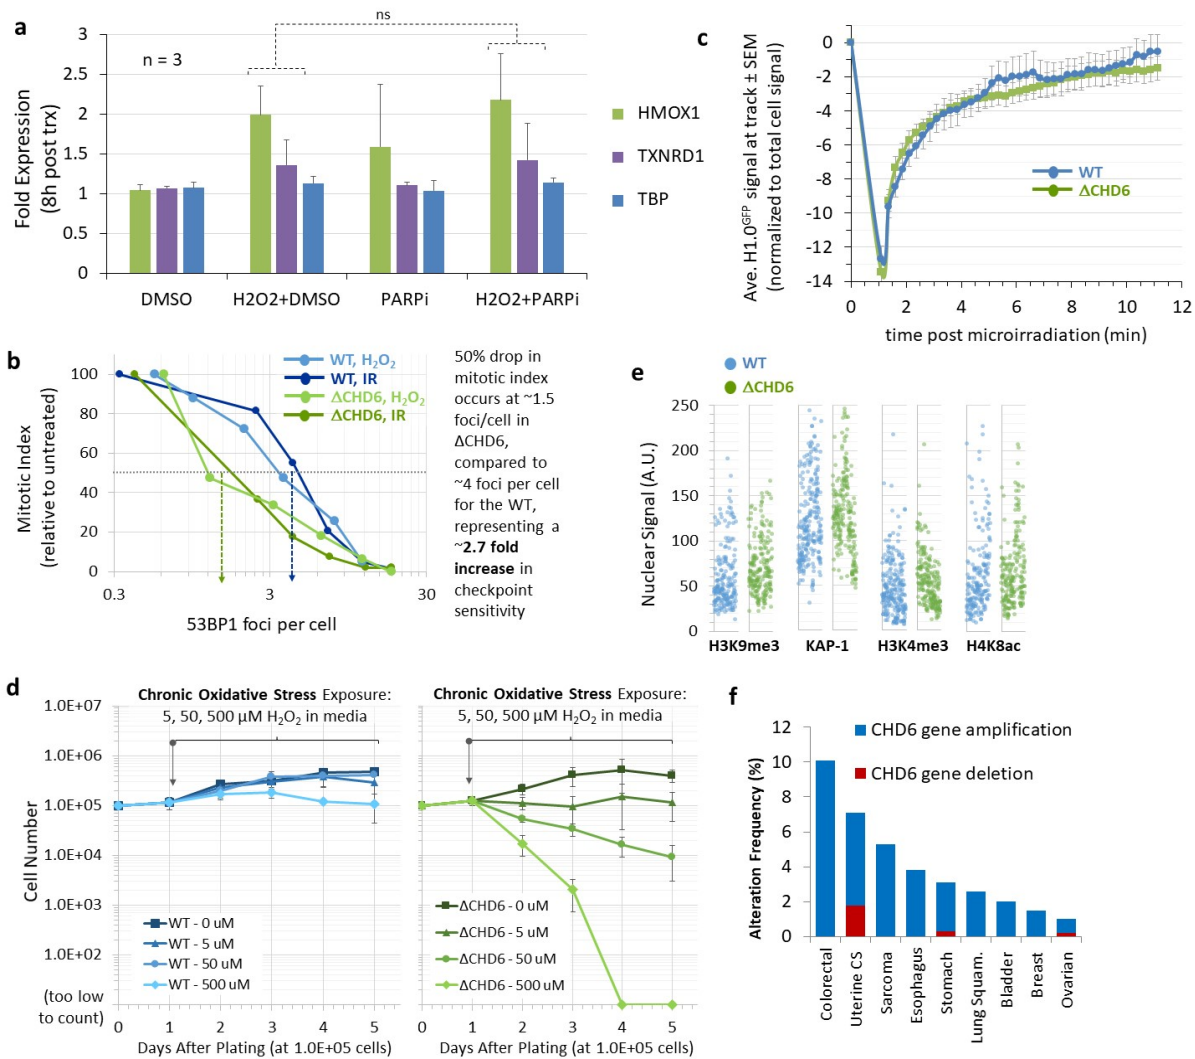 a
ns
3
2.5
2
1.5
1
0.5
0
Fold Expression
(8h post trx)
n = 3
HMOX1
TXNRD1
TBP
DMSO
H2O2+DMSO
PARPi
H2O2+PARPi
c
0
-2
-4
-6
-8
-10
-12
-14
Ave. H1.0GFP signal at track ± SEM
(normalized to total cell signal)
WT
ΔCHD6
0
2
4
6
8
10
12
time post microirradiation (min)
b
100
80
60
40
20
0
Mitotic Index
(relative to untreated)
WT, H2O2
WT, IR
ΔCHD6, H2O2
ΔCHD6, IR
0.3
3
30
53BP1 foci per cell
50% drop in
mitotic index
occurs at ~1.5
foci/cell in
ΔCHD6,
compared to
~4 foci per cell
for the WT,
representing a
~2.7 fold
increase in
checkpoint
sensitivity
e
WT
ΔCHD6
250
200
150
100
50
0
Nuclear Signal (A.U.)
H3K9me3
KAP-1
H3K4me3
H4K8ac
d
Chronic Oxidative Stress Exposure:
5, 50, 500 µM H2O2 in media
1.0E+07
1.0E+06
1.0E+05
1.0E+04
1.0E+03
1.0E+02
(too low
to count)
Cell Number
WT - 0 uM
WT - 5 uM
WT - 50 uM
WT - 500 uM
0
1
2
3
4
5
Days After Plating (at 1.0E+05 cells)
Chronic Oxidative Stress Exposure:
5, 50, 500 µM H2O2 in media
ΔCHD6 - 0 uM
ΔCHD6 - 5 uM
ΔCHD6 - 50 uM
ΔCHD6 - 500 uM
0
1
2
3
4
5
Days After Plating (at 1.0E+05 cells)
f
12
10
8
6
4
2
0
Alteration Frequency (%)
CHD6 gene amplification
CHD6 gene deletion
Colorectal
Uterine CS
Sarcoma
Esophagus
Stomach
Lung Squam.
Bladder
Breast
Ovarian